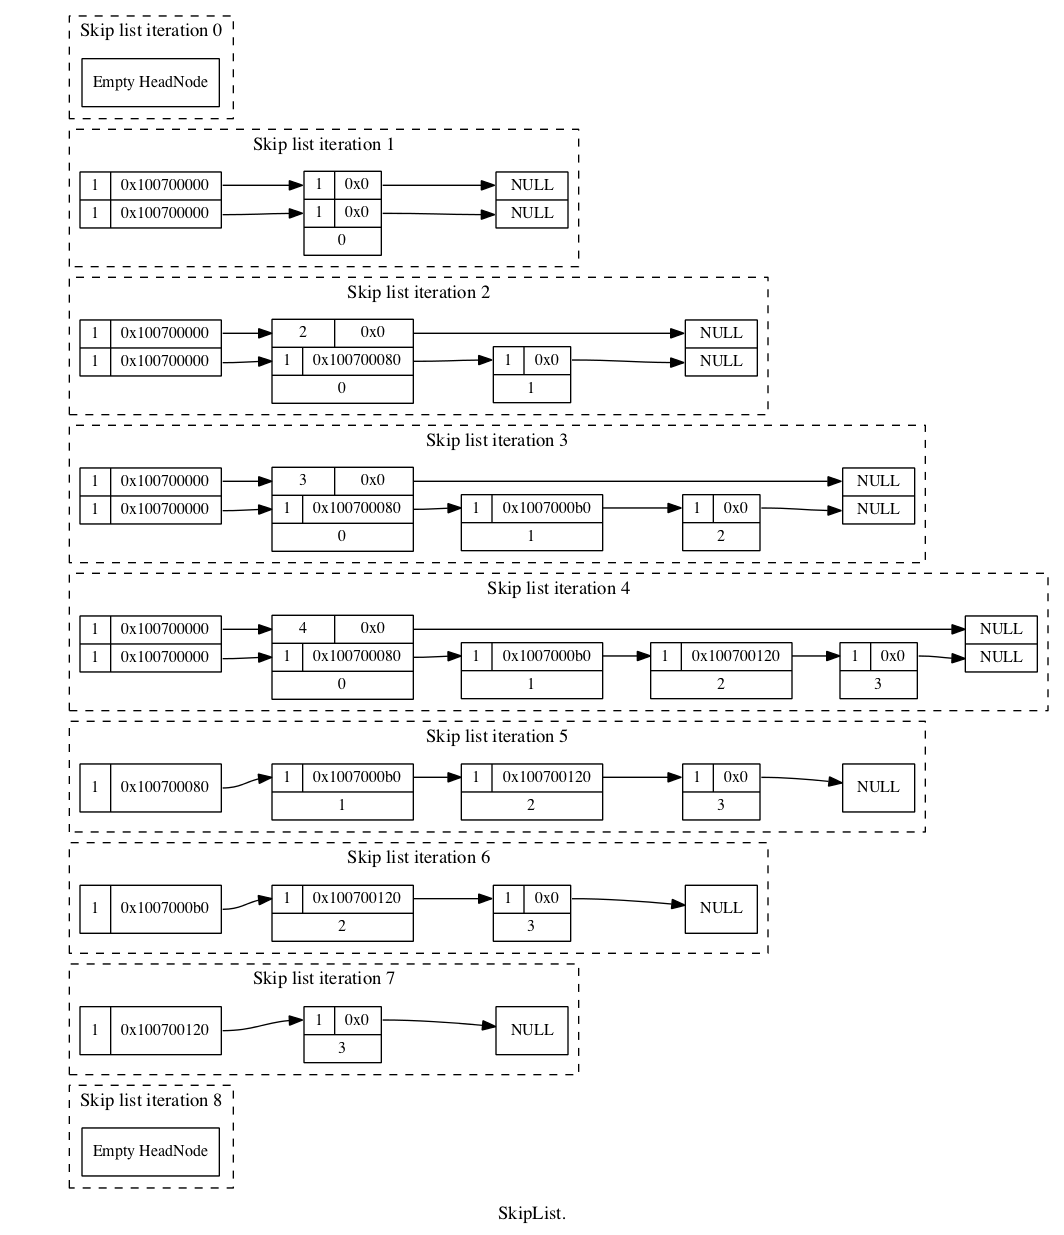 Skip list iteration 0
Empty HeadNode
Skip list iteration 1
1 0x100700000 1 0x0 NULL
1 0x100700000 1 0x0 NULL
0
Skip list iteration 2
1 0x100700000 2 0x0 NULL
1 0x100700000 1 0x100700080 1 0x0 NULL
0 1
Skip list iteration 3
1 0x100700000 3 0x0 NULL
1 0x100700000 1 0x100700080 1 0x1007000b0 1 0x0 NULL
0 1 2
Skip list iteration 4
1 0x100700000 4 0x0 NULL
1 0x100700000 1 0x100700080 1 0x1007000b0 1 0x100700120 1 0x0 NULL
0 1 2 3
Skip list iteration 5
1 0x100700080 1 0x1007000b0 1 0x100700120 1 0x0 NULL
1 2 3
Skip list iteration 6
1 0x1007000b0 1 0x100700120 1 0x0 NULL
2 3
Skip list iteration 7
1 0x100700120 1 0x0 NULL
3
Skip list iteration 8
Empty HeadNode
SkipList.